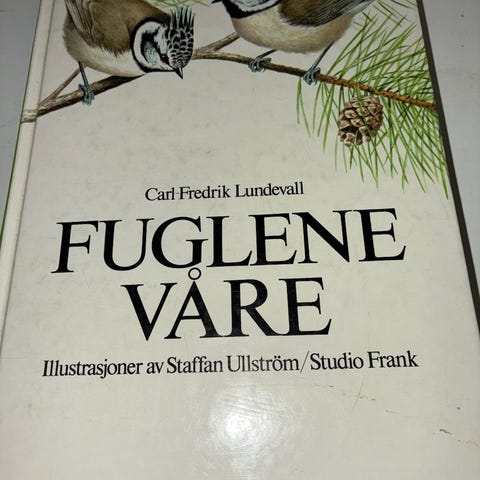 Carl-Fredrik Lundevall
FUGLENE
VÅRE
Illustrasjoner av Staffan Ullström/Studio Frank